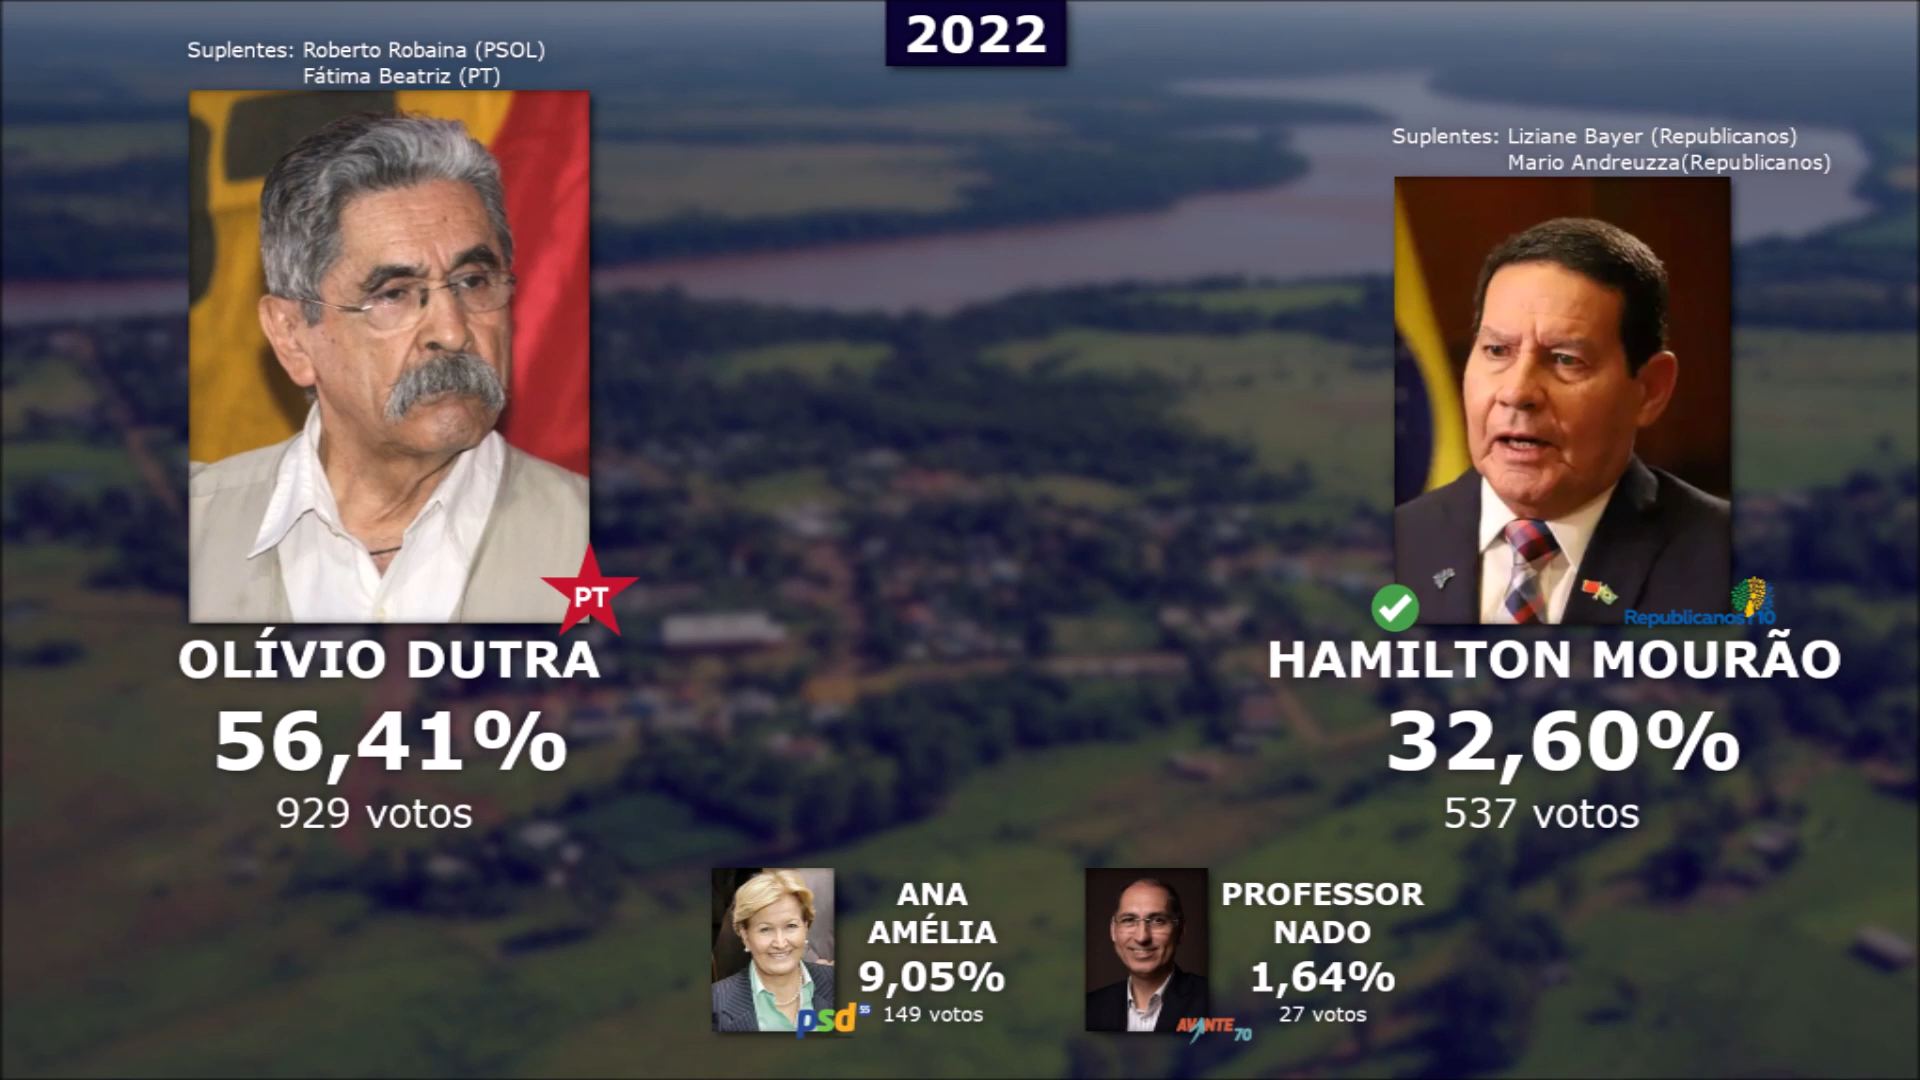 2022
Suplentes: Roberto Robaina (PSOL)
Fátima Beatriz (PT)
Suplentes: Liziane Bayer (Republicanos)
Mario Andreuzza(Republicanos)
PT
Republicanos 10
OLÍVIO DUTRA
HAMILTON MOURÃO
56,41%
32,60%
929 votos
537 votos
ANA
AMÉLIA
9,05%
149 votos
psd 55
PROFESSOR
NADO
1,64%
27 votos
AVANTE 70